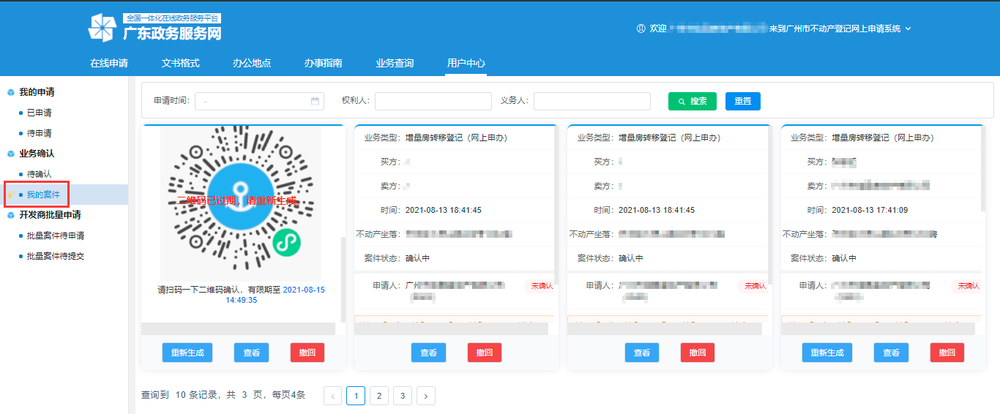 全国一体化在线政务服务平台
广东政务服务网
欢迎 来到广州市不动产登记网上申请系统
在线申请 文书格式 办公地点 办事指南 业务查询 用户中心
我的申请
已申请
待申请
业务确认
待确认
我的案件
开发商批量申请
批量案件待申请
批量案件待提交
申请时间: - 权利人: 义务人: 搜索 重置
二维码已过期，请重新生成。
请扫码一下二维码确认，有限期至 2021-08-15
14:49:35
重新生成 查看 撤回
业务类型: 增量房转移登记（网上申办）
买方:
卖方:
时间: 2021-08-13 18:41:45
不动产坐落:
案件状态: 确认中
申请人: 广州 未确认
查看 撤回
业务类型: 增量房转移登记（网上申办）
买方:
卖方:
时间: 2021-08-13 18:41:45
不动产坐落:
案件状态: 确认中
申请人: 未确认
查看 撤回
业务类型: 增量房转移登记（网上申办）
买方:
卖方:
时间: 2021-08-13 17:41:09
不动产坐落: 房
案件状态: 确认中
申请人: 未确认
重新生成 查看 撤回
查询到 10 条记录，共 3 页，每页4条 < 1 2 3 >